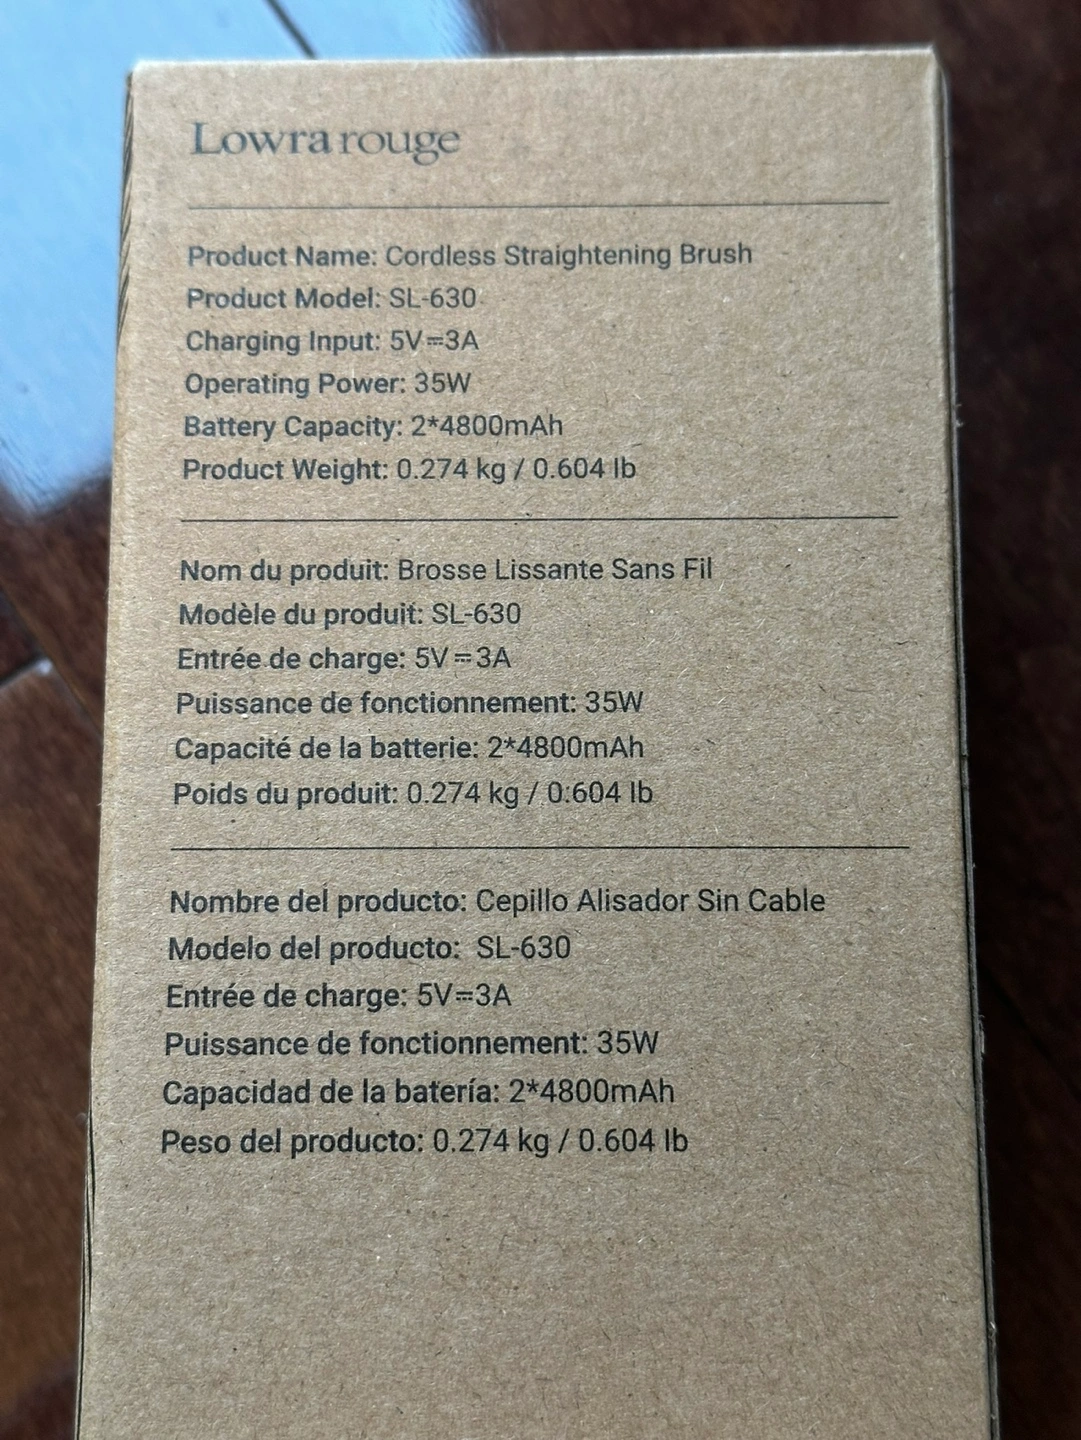 Lowra rouge
Product Name: Cordless Straightening Brush
Product Model: SL-630
Charging Input: 5V⎓3A
Operating Power: 35W
Battery Capacity: 2*4800mAh
Product Weight: 0.274 kg / 0.604 lb
Nom du produit: Brosse Lissante Sans Fil
Modèle du produit: SL-630
Entrée de charge: 5V⎓3A
Puissance de fonctionnement: 35W
Capacité de la batterie: 2*4800mAh
Poids du produit: 0.274 kg / 0.604 lb
Nombre del producto: Cepillo Alisador Sin Cable
Modelo del producto: SL-630
Entrée de charge: 5V⎓3A
Puissance de fonctionnement: 35W
Capacidad de la batería: 2*4800mAh
Peso del producto: 0.274 kg / 0.604 lb